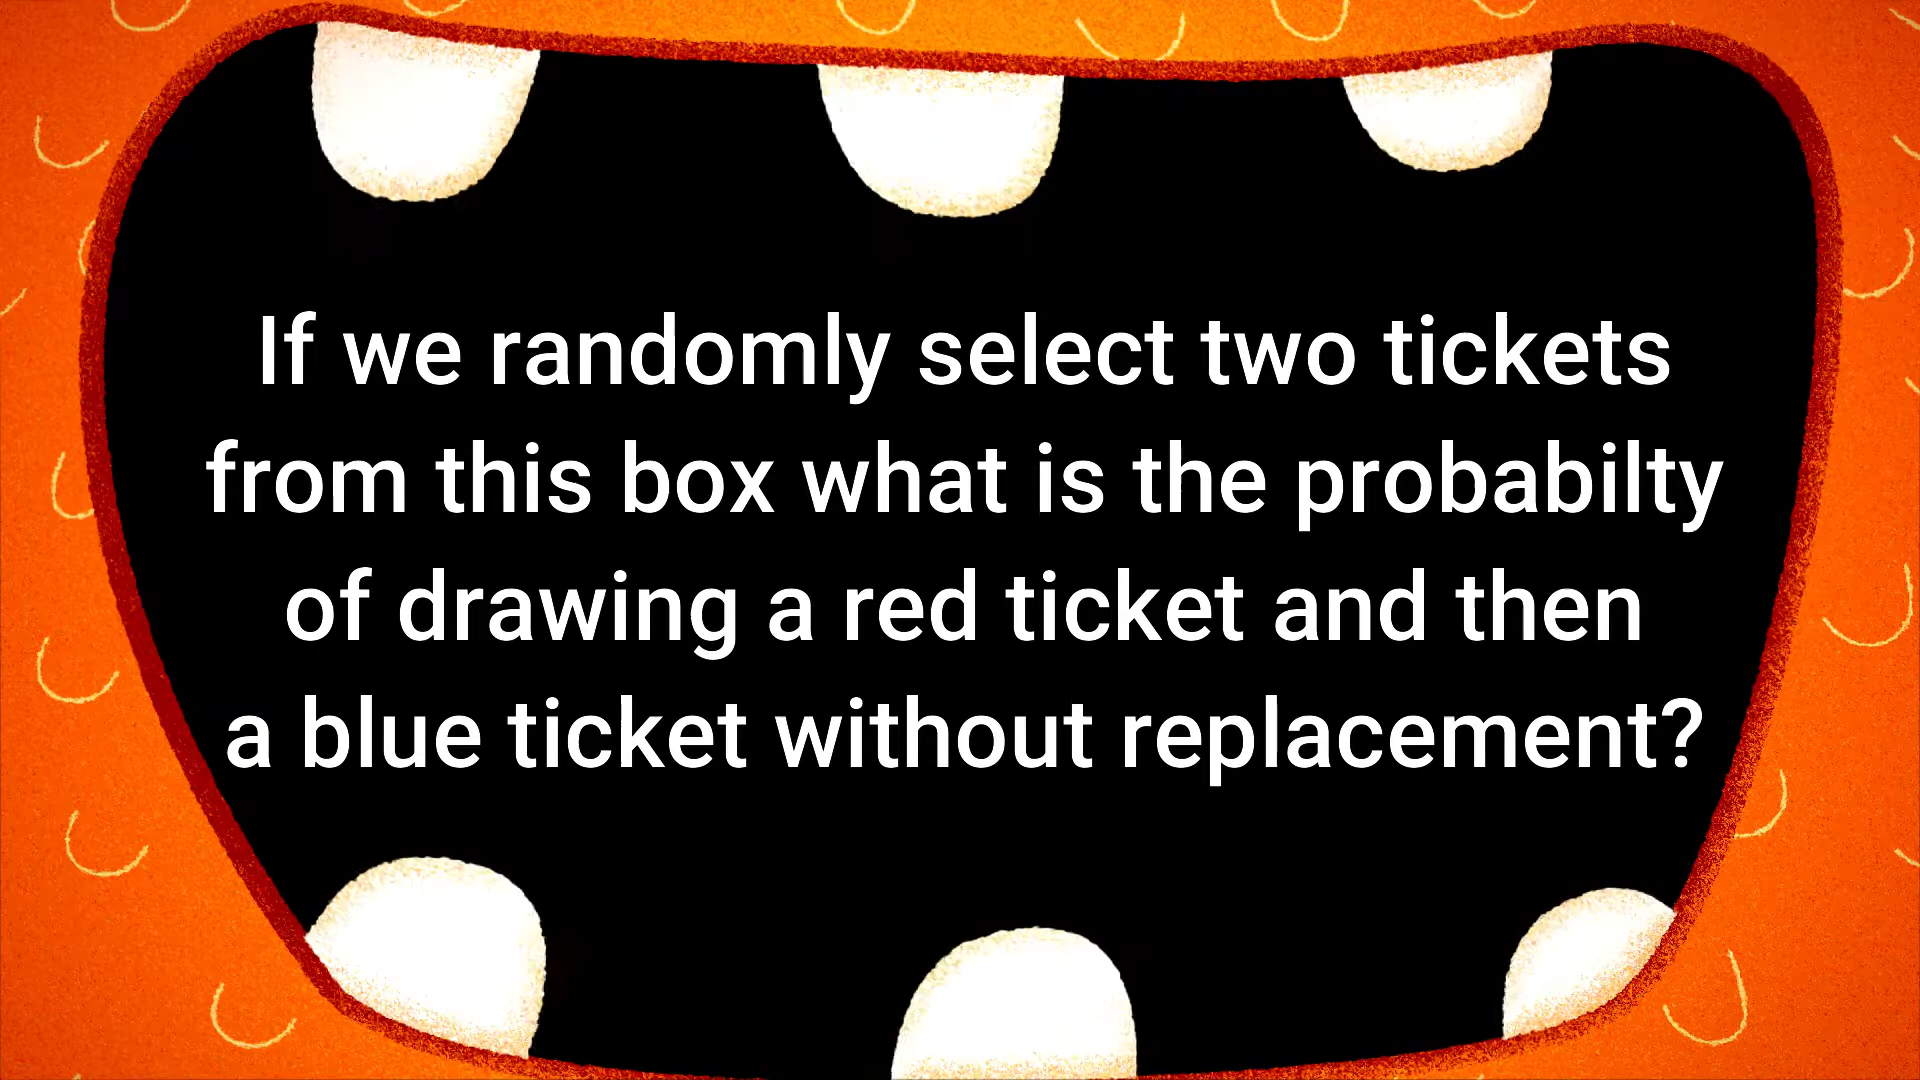 If we randomly select two tickets
from this box what is the probabilty
of drawing a red ticket and then
a blue ticket without replacement?